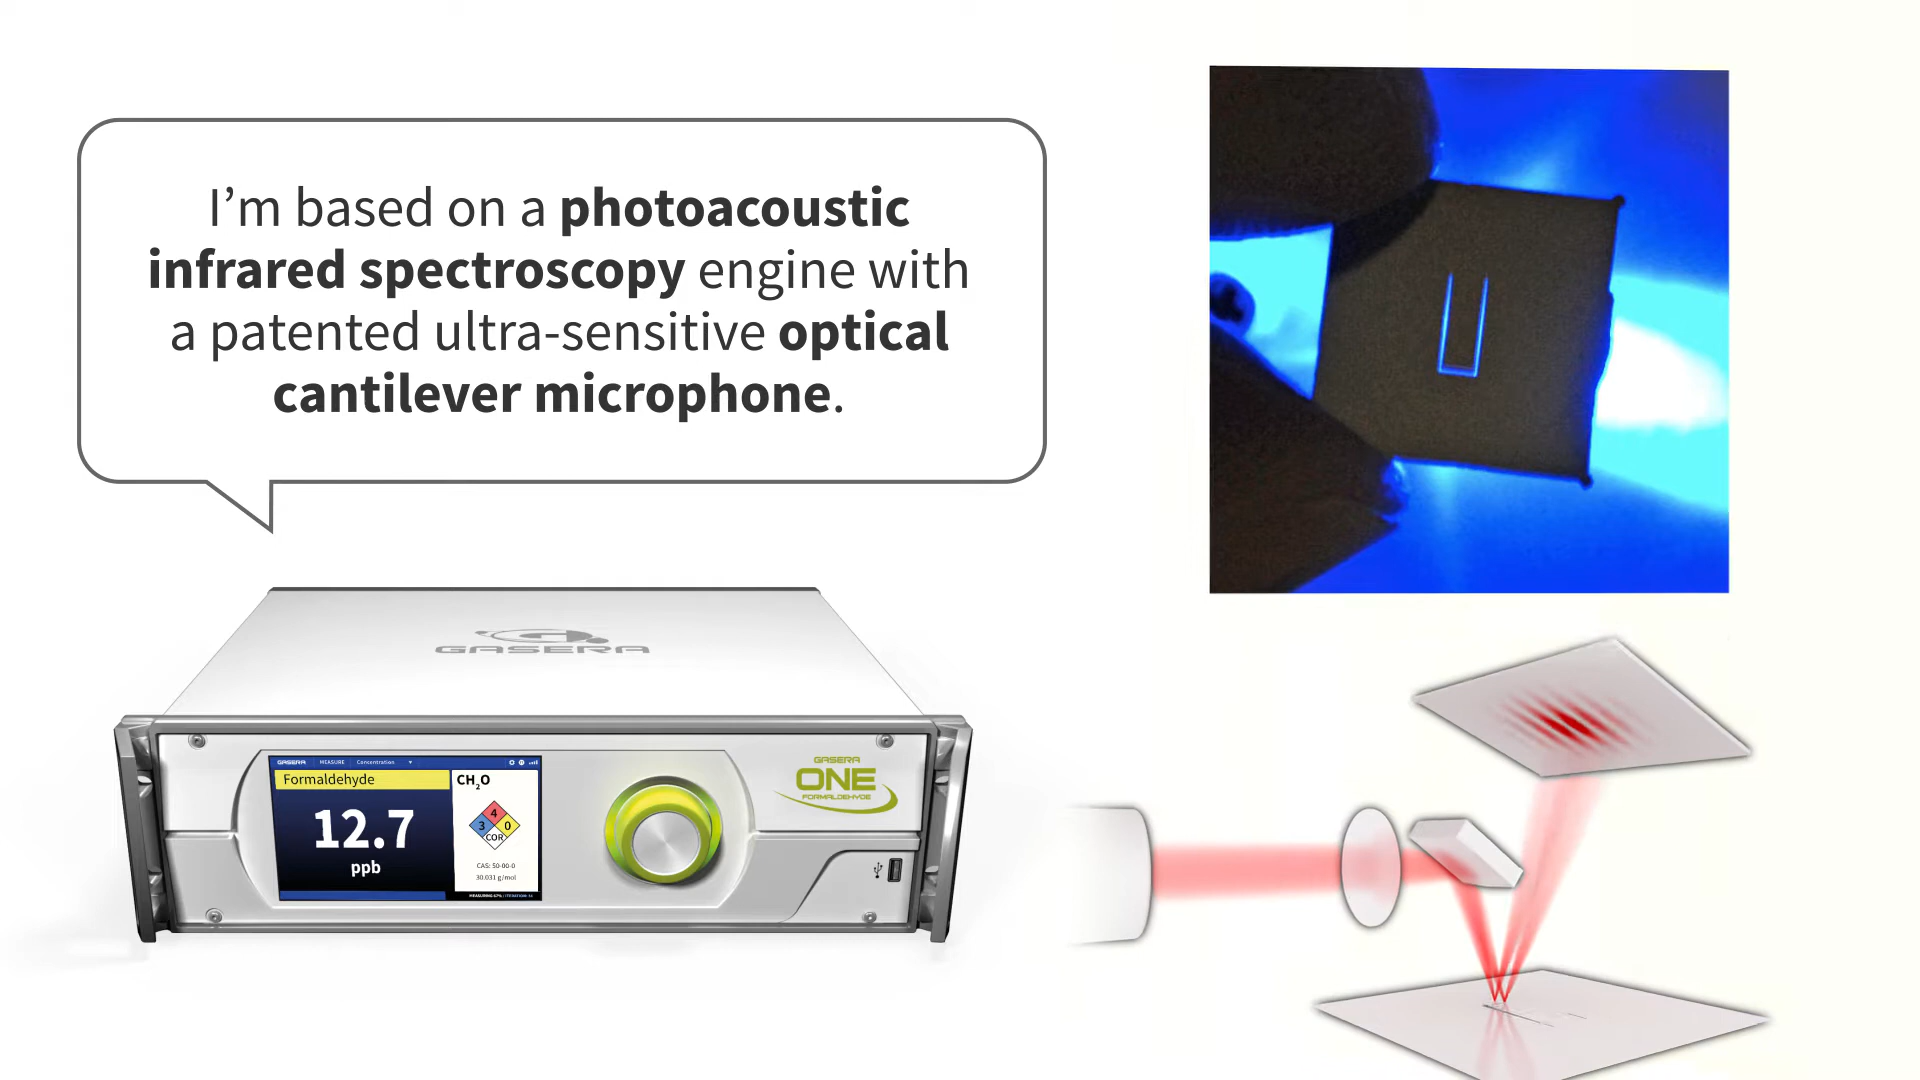 I’m based on a photoacoustic
infrared spectroscopy engine with
a patented ultra-sensitive optical
cantilever microphone.
GASERA
GASERA MEASURE Concentration
Formaldehyde
CH2O
12.7
ppb
4
3 0
COR
CAS: 50-00-0
30.031 g/mol
GASERA
ONE
FORMALDEHYDE